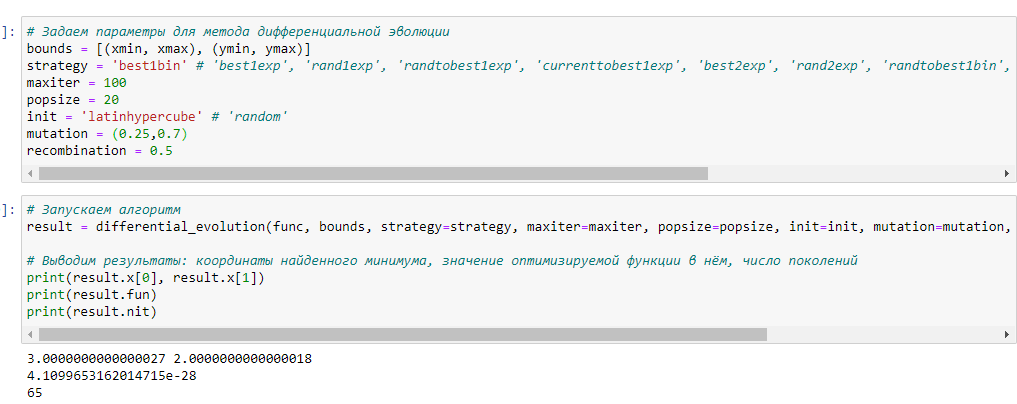 ]:
# Задаем параметры для метода дифференциальной эволюции
bounds = [(xmin, xmax), (ymin, ymax)]
strategy = 'best1bin' # 'best1exp', 'rand1exp', 'randtobest1exp', 'currenttobest1exp', 'best2exp', 'rand2exp', 'randtobest1bin',
maxiter = 100
popsize = 20
init = 'latinhypercube' # 'random'
mutation = (0.25,0.7)
recombination = 0.5
]:
# Запускаем алгоритм
result = differential_evolution(func, bounds, strategy=strategy, maxiter=maxiter, popsize=popsize, init=init, mutation=mutation,
# Выводим результаты: координаты найденного минимума, значение оптимизируемой функции в нём, число поколений
print(result.x[0], result.x[1])
print(result.fun)
print(result.nit)
3.0000000000000027 2.0000000000000018
4.1099653162014715e-28
65